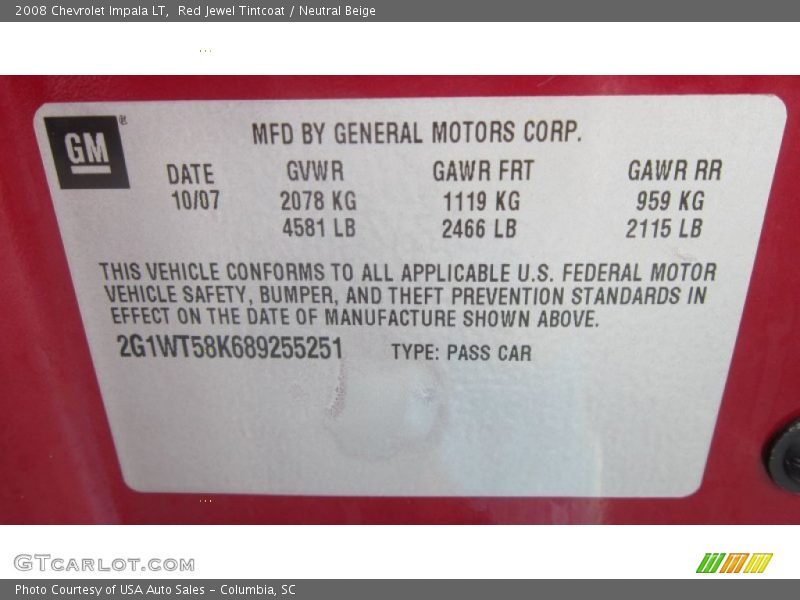 2008 Chevrolet Impala LT,  Red Jewel Tintcoat / Neutral Beige
GM ®
MFD BY GENERAL MOTORS CORP.
DATE GVWR GAWR FRT GAWR RR
10/07 2078 KG 1119 KG 959 KG
4581 LB 2466 LB 2115 LB
THIS VEHICLE CONFORMS TO ALL APPLICABLE U.S. FEDERAL MOTOR
VEHICLE SAFETY, BUMPER, AND THEFT PREVENTION STANDARDS IN
EFFECT ON THE DATE OF MANUFACTURE SHOWN ABOVE.
2G1WT58K689255251 TYPE: PASS CAR
GTCARLOT.COM
Photo Courtesy of USA Auto Sales - Columbia, SC